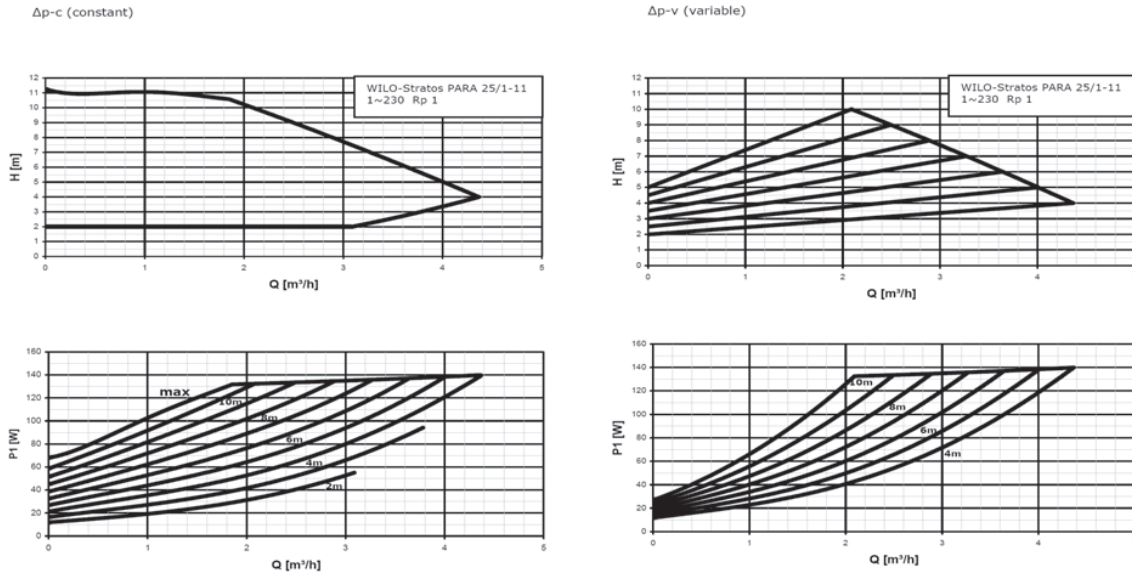 Δp-c (constant)
Δp-v (variable)
12
11
10
9
8
7
6
5
4
3
2
1
0
H [m]
WILO-Stratos PARA 25/1-11
1~230 Rp 1
0 1 2 3 4 5
Q [m³/h]
12
11
10
9
8
7
6
5
4
3
2
1
0
H [m]
WILO-Stratos PARA 25/1-11
1~230 Rp 1
0 1 2 3 4
Q [m³/h]
160
140
120
100
80
60
40
20
0
P1 [W]
max
10m
8m
6m
4m
2m
0 1 2 3 4 5
Q [m³/h]
160
140
120
100
80
60
40
20
0
P1 [W]
10m
8m
6m
4m
0 1 2 3 4
Q [m³/h]